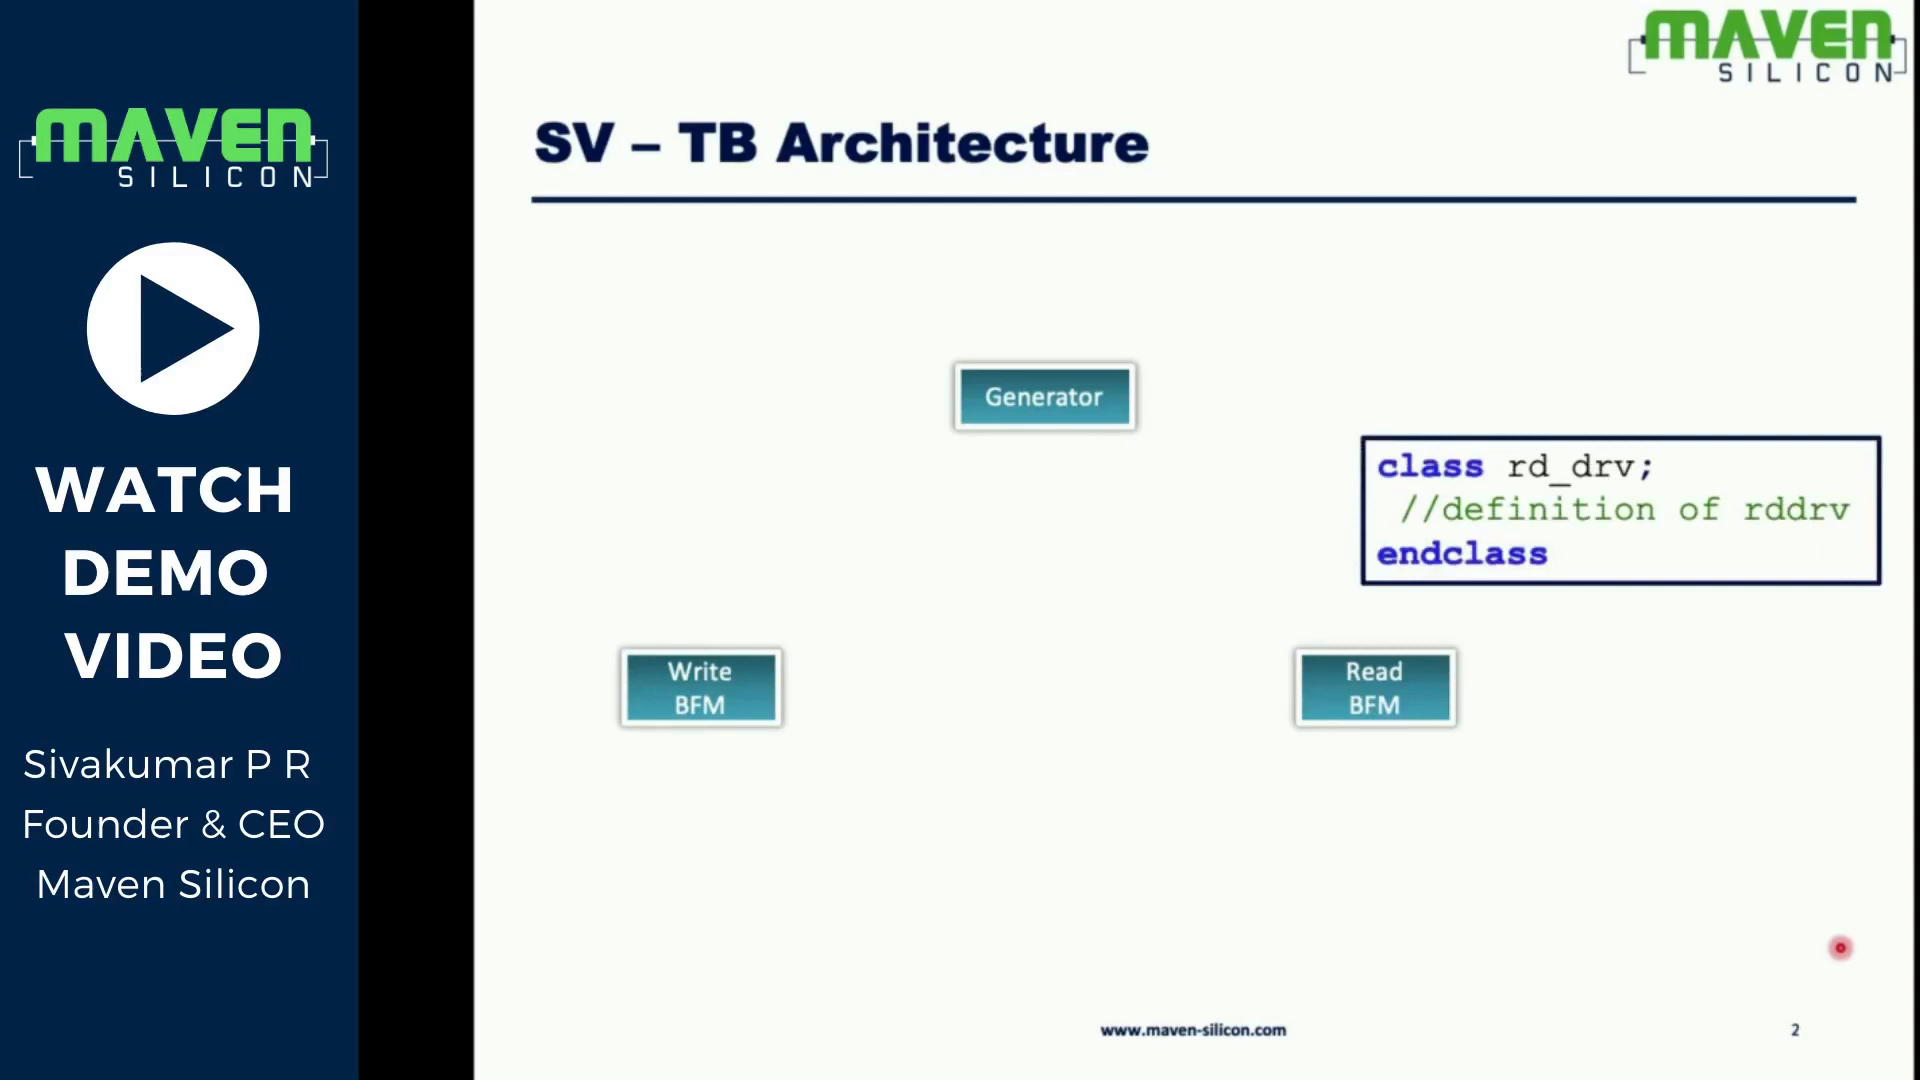 MAVEN
SILICON
WATCH
DEMO
VIDEO
Sivakumar P R
Founder & CEO
Maven Silicon
MAVEN
SILICON
SV – TB Architecture
Generator
class rd_drv;
//definition of rddrv
endclass
Write
BFM
Read
BFM
www.maven-silicon.com
2